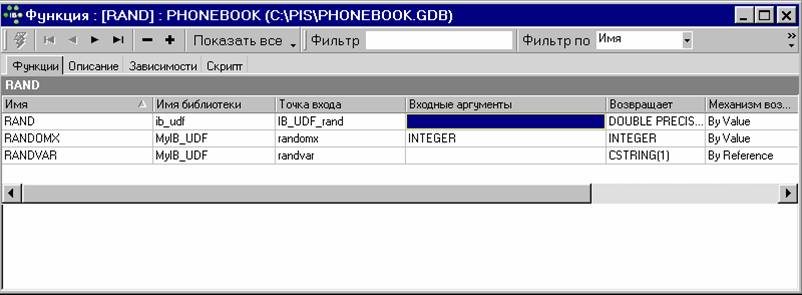 Функция : [RAND] : PHONEBOOK (C:\PIS\PHONEBOOK.GDB)
Показать все Фильтр Фильтр по Имя
Функции Описание Зависимости Скрипт
RAND
Имя Имя библиотеки Точка входа Входные аргументы Возвращает Механизм воз...
RAND ib_udf IB_UDF_rand DOUBLE PRECIS... By Value
RANDOMX MyIB_UDF randomx INTEGER INTEGER By Value
RANDVAR MyIB_UDF randvar CSTRING(1) By Reference